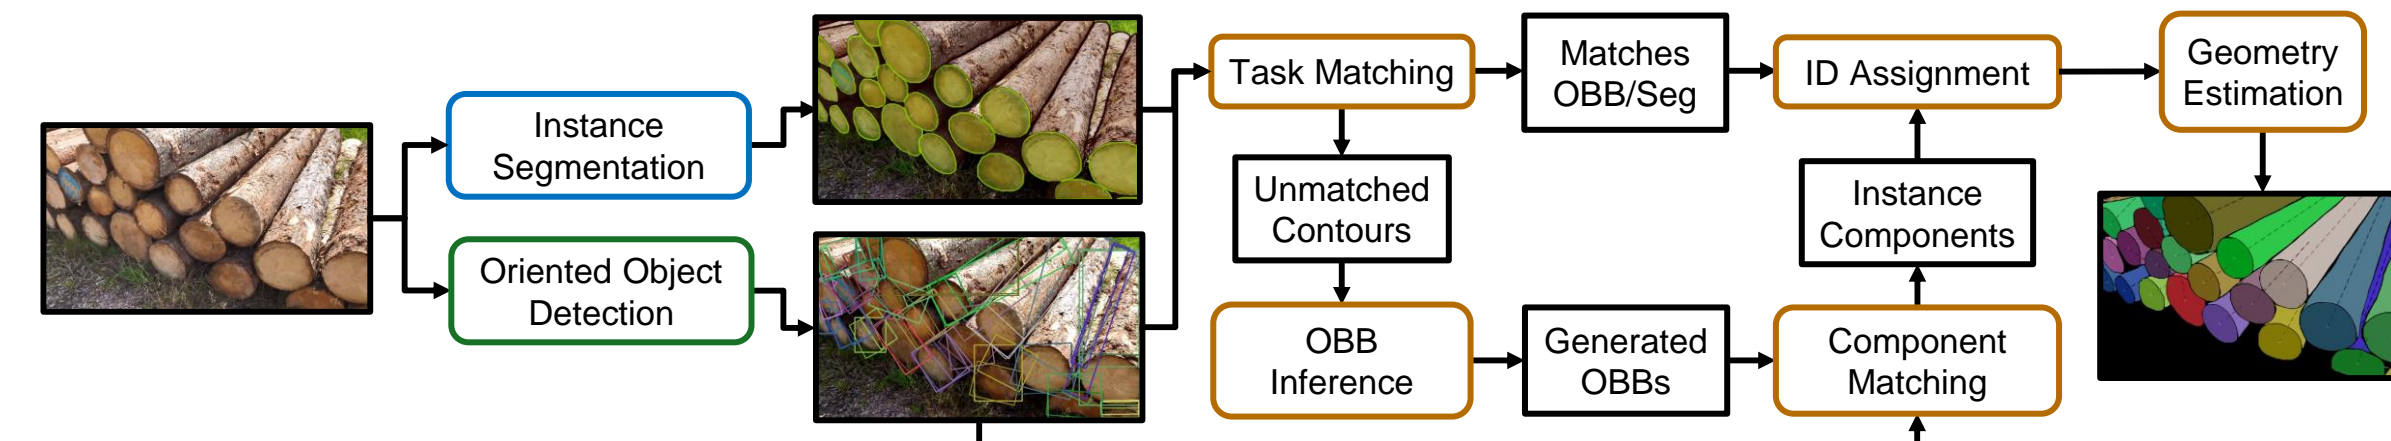 Instance
Segmentation
Oriented Object
Detection
Task Matching
Matches
OBB/Seg
ID Assignment
Geometry
Estimation
Unmatched
Contours
Instance
Components
OBB
Inference
Generated
OBBs
Component
Matching